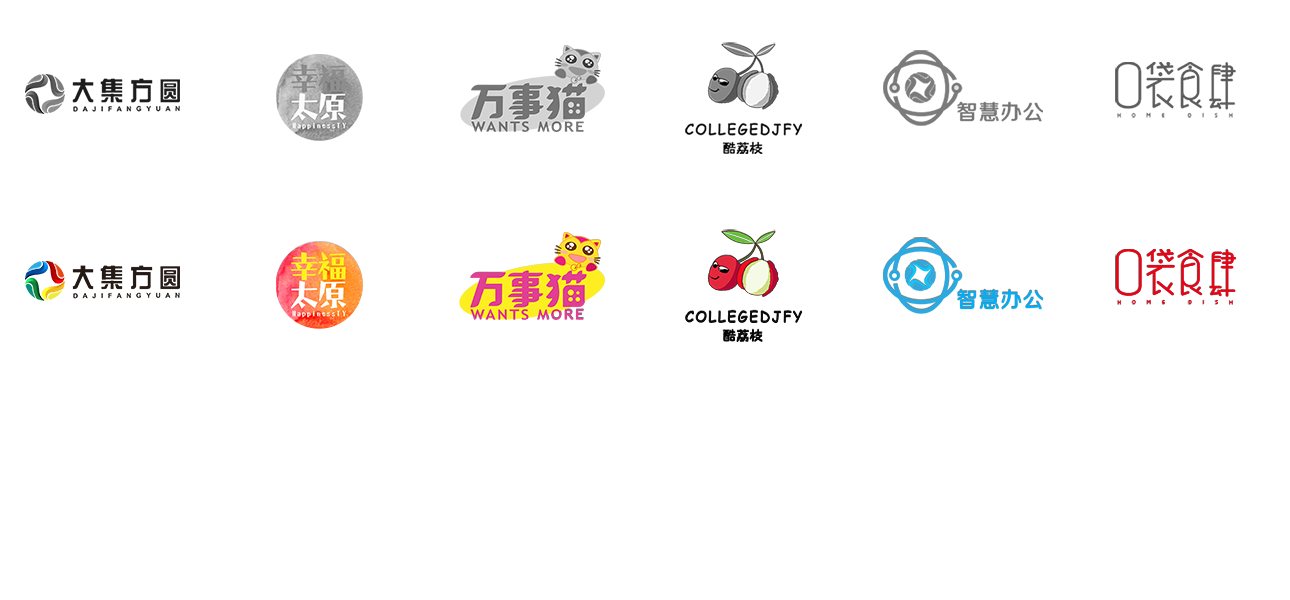 大集方圆
DAJIFANGYUAN
幸福
太原
HappinessTY
万事猫
WANTS MORE
COLLEGEDJFY
酷荔枝
智慧办公
口袋食肆
HOME DISH
大集方圆
DAJIFANGYUAN
幸福
太原
HappinessTY
万事猫
WANTS MORE
COLLEGEDJFY
酷荔枝
智慧办公
口袋食肆
HOME DISH